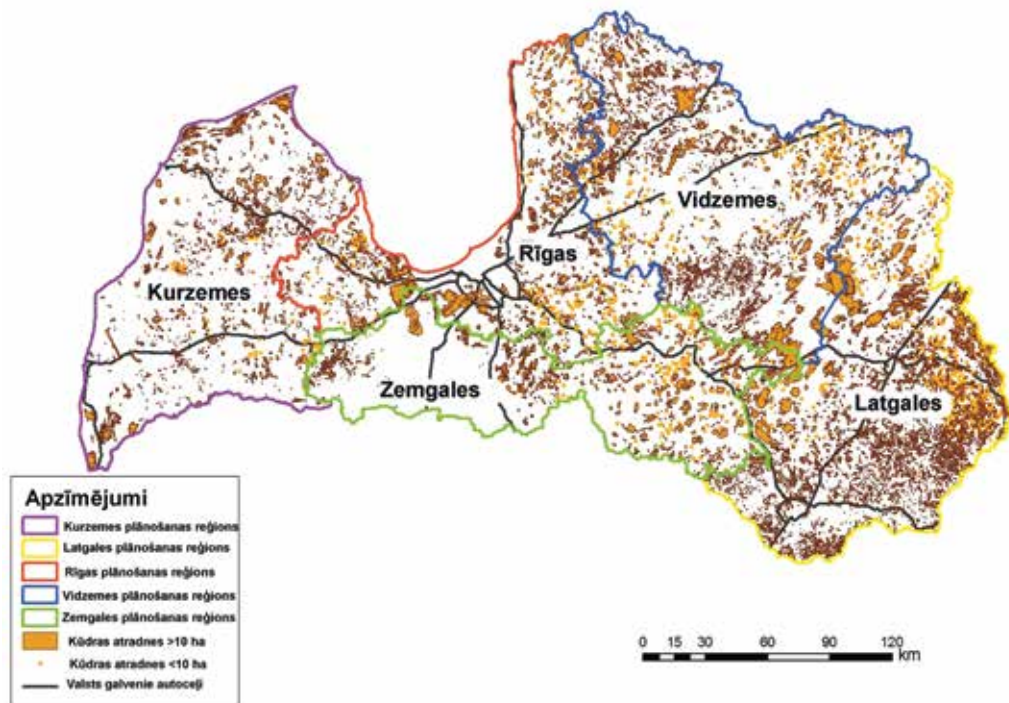 Vidzemes
Rīgas
Kurzemes
Zemgales
Latgales
Apzīmējumi
Kurzemes plānošanas reģions
Latgales plānošanas reģions
Rīgas plānošanas reģions
Vidzemes plānošanas reģions
Zemgales plānošanas reģions
Kūdras atradnes >10 ha
Kūdras atradnes <10 ha
Valsts galvenie autoceļi
0 15 30 60 90 120
km